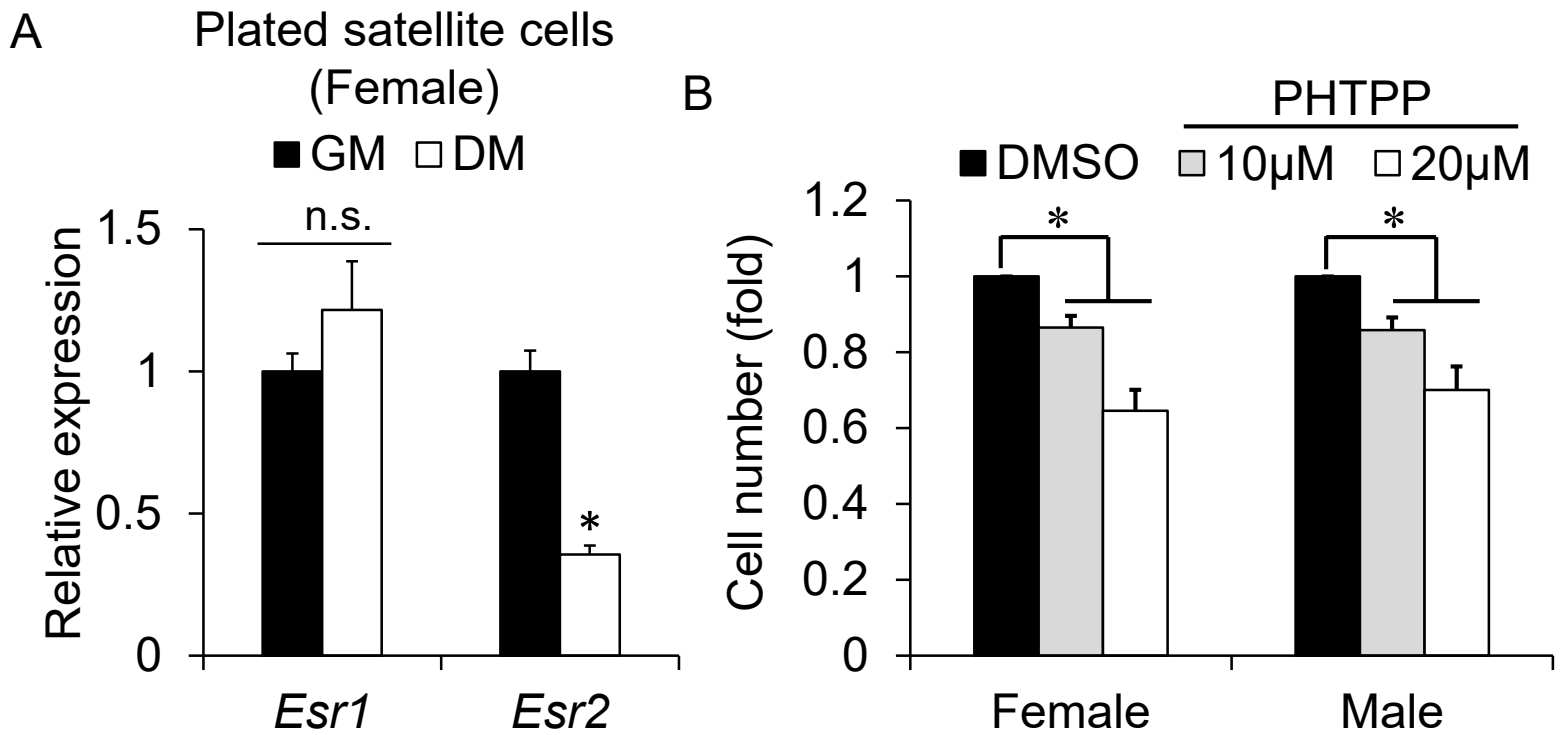 A
Plated satellite cells
(Female)
GM DM
Relative expression
1.5
1
0.5
0
n.s.
*
Esr1 Esr2
B
PHTPP
DMSO 10µM 20µM
Cell number (fold)
1.2
1
0.8
0.6
0.4
0.2
0
* *
Female Male